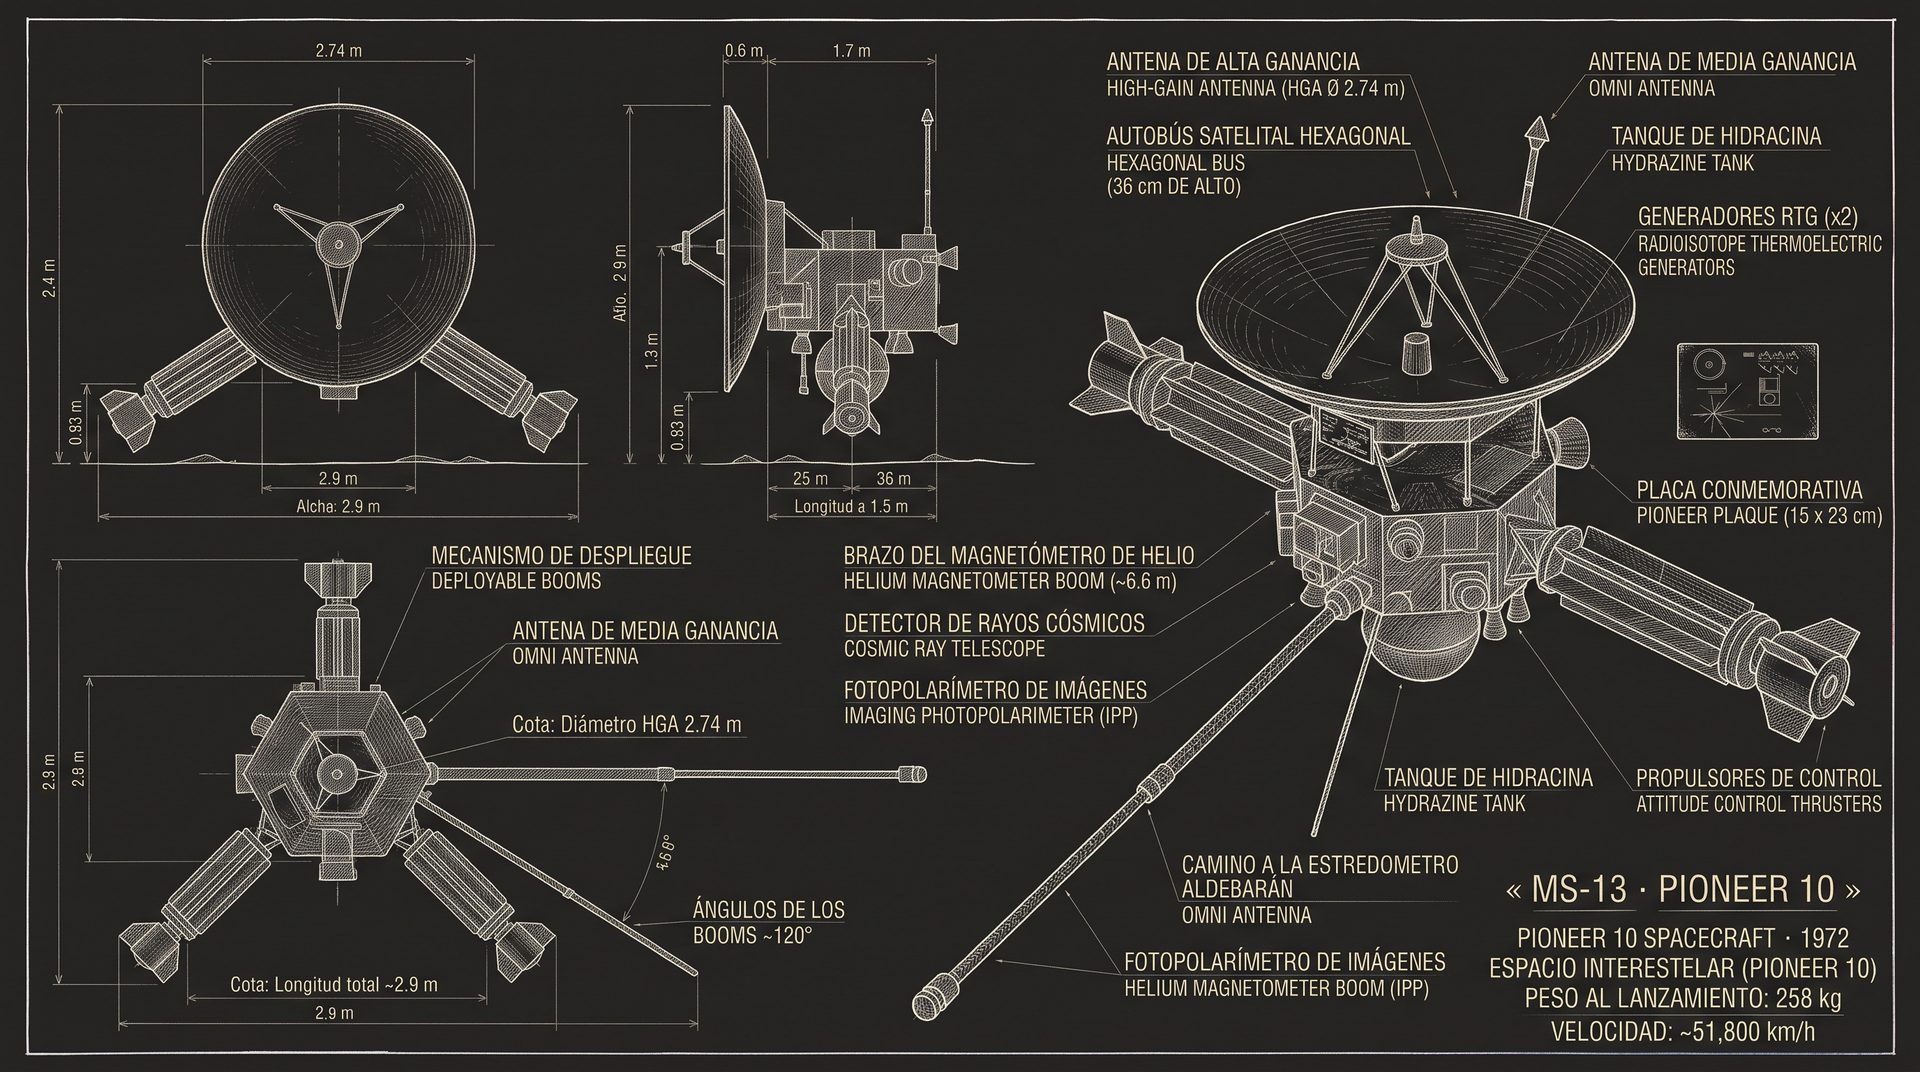 2.74 m
2.4 m
0.83 m
2.9 m
Alcha: 2.9 m
0.6 m
1.7 m
Aflo. 2 9 m
1.3 m
0.83 m
25 m
36 m
Longitud a 1.5 m
ANTENA DE ALTA GANANCIA
HIGH-GAIN ANTENNA (HGA Ø 2.74 m)
AUTOBÚS SATELITAL HEXAGONAL
HEXAGONAL BUS
(36 cm DE ALTO)
ANTENA DE MEDIA GANANCIA
OMNI ANTENNA
TANQUE DE HIDRACINA
HYDRAZINE TANK
GENERADORES RTG (x2)
RADIOISOTOPE THERMOELECTRIC
GENERATORS
PLACA CONMEMORATIVA
PIONEER PLAQUE (15 x 23 cm)
MECANISMO DE DESPLIEGUE
DEPLOYABLE BOOMS
ANTENA DE MEDIA GANANCIA
OMNI ANTENNA
Cota: Diámetro HGA 2.74 m
2.9 m
2.8 m
ÁNGULOS DE LOS
BOOMS ~120°
Cota: Longitud total ~2.9 m
2.9 m
BRAZO DEL MAGNETÓMETRO DE HELIO
HELIUM MAGNETOMETER BOOM (~6.6 m)
DETECTOR DE RAYOS CÓSMICOS
COSMIC RAY TELESCOPE
FOTOPOLARÍMETRO DE IMÁGENES
IMAGING PHOTOPOLARIMETER (IPP)
TANQUE DE HIDRACINA
HYDRAZINE TANK
PROPULSORES DE CONTROL
ATTITUDE CONTROL THRUSTERS
CAMINO A LA ESTREDOMETRO
ALDEBARÁN
OMNI ANTENNA
FOTOPOLARÍMETRO DE IMÁGENES
HELIUM MAGNETOMETER BOOM (IPP)
« MS-13 · PIONEER 10 »
PIONEER 10 SPACECRAFT · 1972
ESPACIO INTERESTELAR (PIONEER 10)
PESO AL LANZAMIENTO: 258 kg
VELOCIDAD: ~51,800 km/h